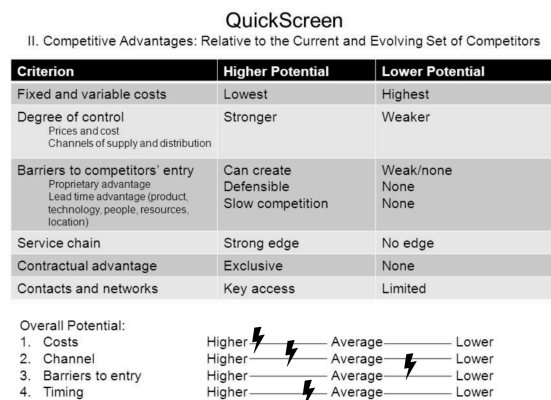 QuickScreen
II. Competitive Advantages: Relative to the Current and Evolving Set of Competitors
Criterion Higher Potential Lower Potential
Fixed and variable costs Lowest Highest
Degree of control Stronger Weaker
Prices and cost
Channels of supply and distribution
Barriers to competitors' entry Can create Weak/none
Proprietary advantage Defensible None
Lead time advantage (product, Slow competition None
technology, people, resources,
location)
Service chain Strong edge No edge
Contractual advantage Exclusive None
Contacts and networks Key access Limited
Overall Potential:
1. Costs Higher Average Lower
2. Channel Higher Average Lower
3. Barriers to entry Higher Average Lower
4. Timing Higher Average Lower